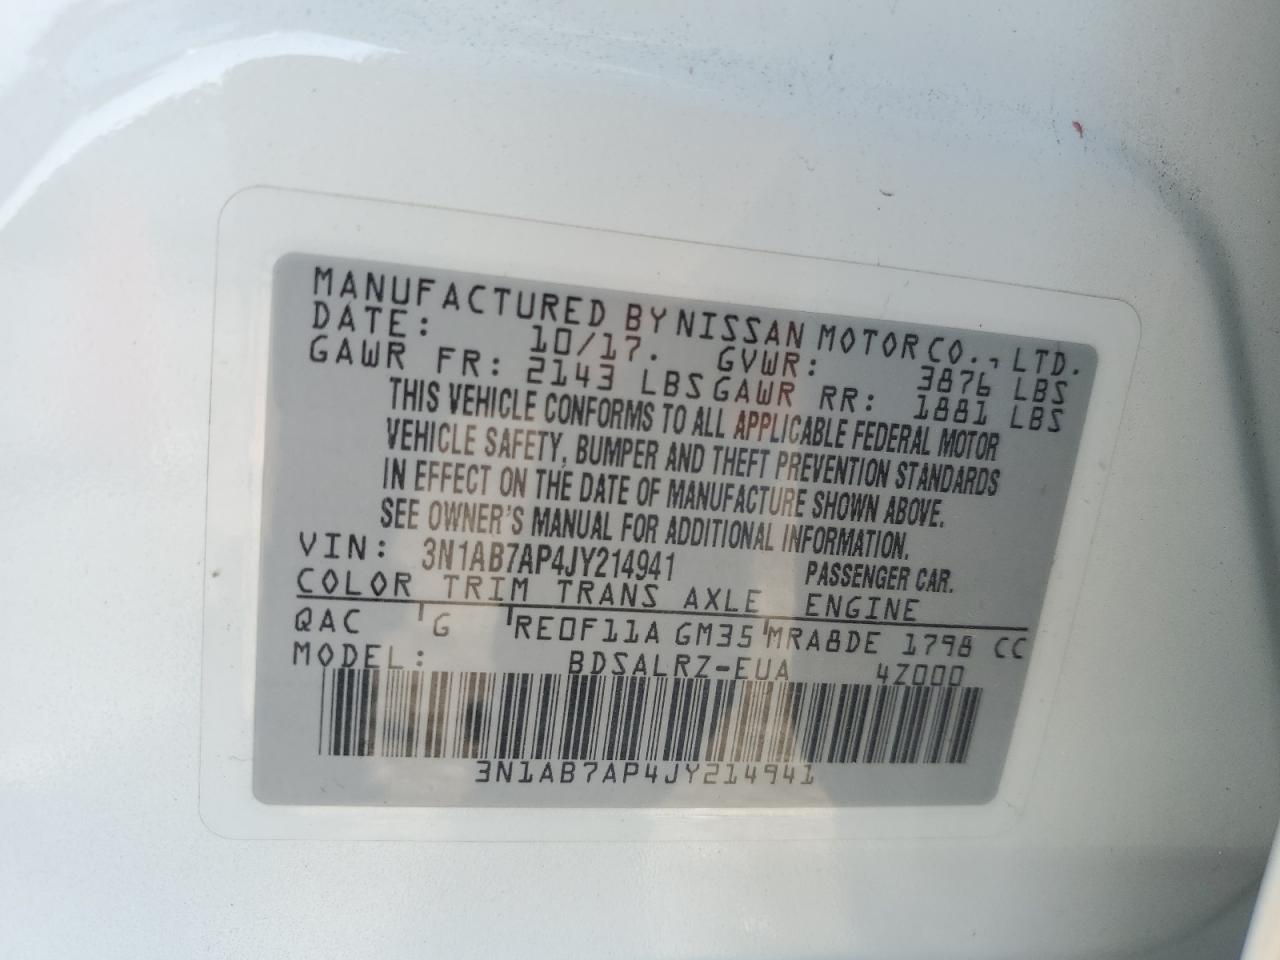 MANUFACTURED BY NISSAN MOTOR CO., LTD.
DATE: 10/17. GVWR: 3876 LBS
GAWR FR: 2143 LBS GAWR RR: 1881 LBS
THIS VEHICLE CONFORMS TO ALL APPLICABLE FEDERAL MOTOR
VEHICLE SAFETY, BUMPER AND THEFT PREVENTION STANDARDS
IN EFFECT ON THE DATE OF MANUFACTURE SHOWN ABOVE.
SEE OWNER'S MANUAL FOR ADDITIONAL INFORMATION.
VIN: 3N1AB7AP4JY214941 PASSENGER CAR.
COLOR TRIM TRANS AXLE ENGINE
QAC G RE0F11A GM35 MRA8DE 1798 CC
MODEL: BDSALRZ-EUA 4Z000
3N1AB7AP4JY214941